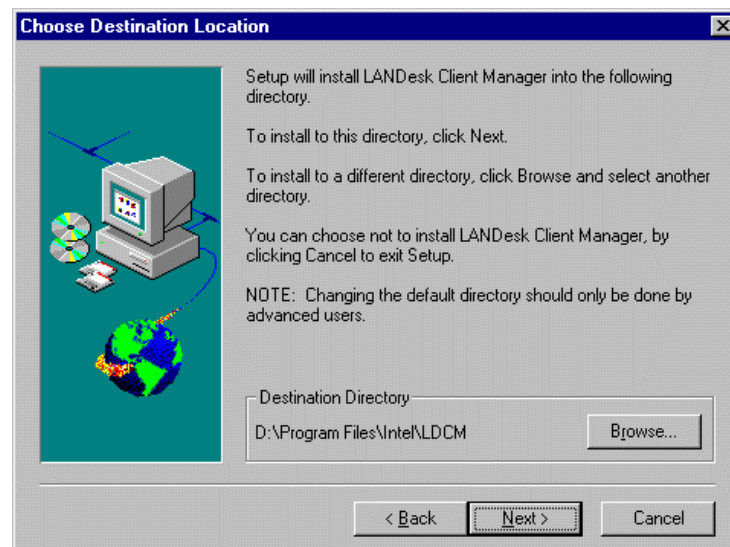 Choose Destination Location
Setup will install LANDesk Client Manager into the following
directory.
To install to this directory, click Next.
To install to a different directory, click Browse and select another
directory.
You can choose not to install LANDesk Client Manager, by
clicking Cancel to exit Setup.
NOTE:  Changing the default directory should only be done by
advanced users.
Destination Directory
D:\Program Files\Intel\LDCM
Browse...
< Back
Next >
Cancel